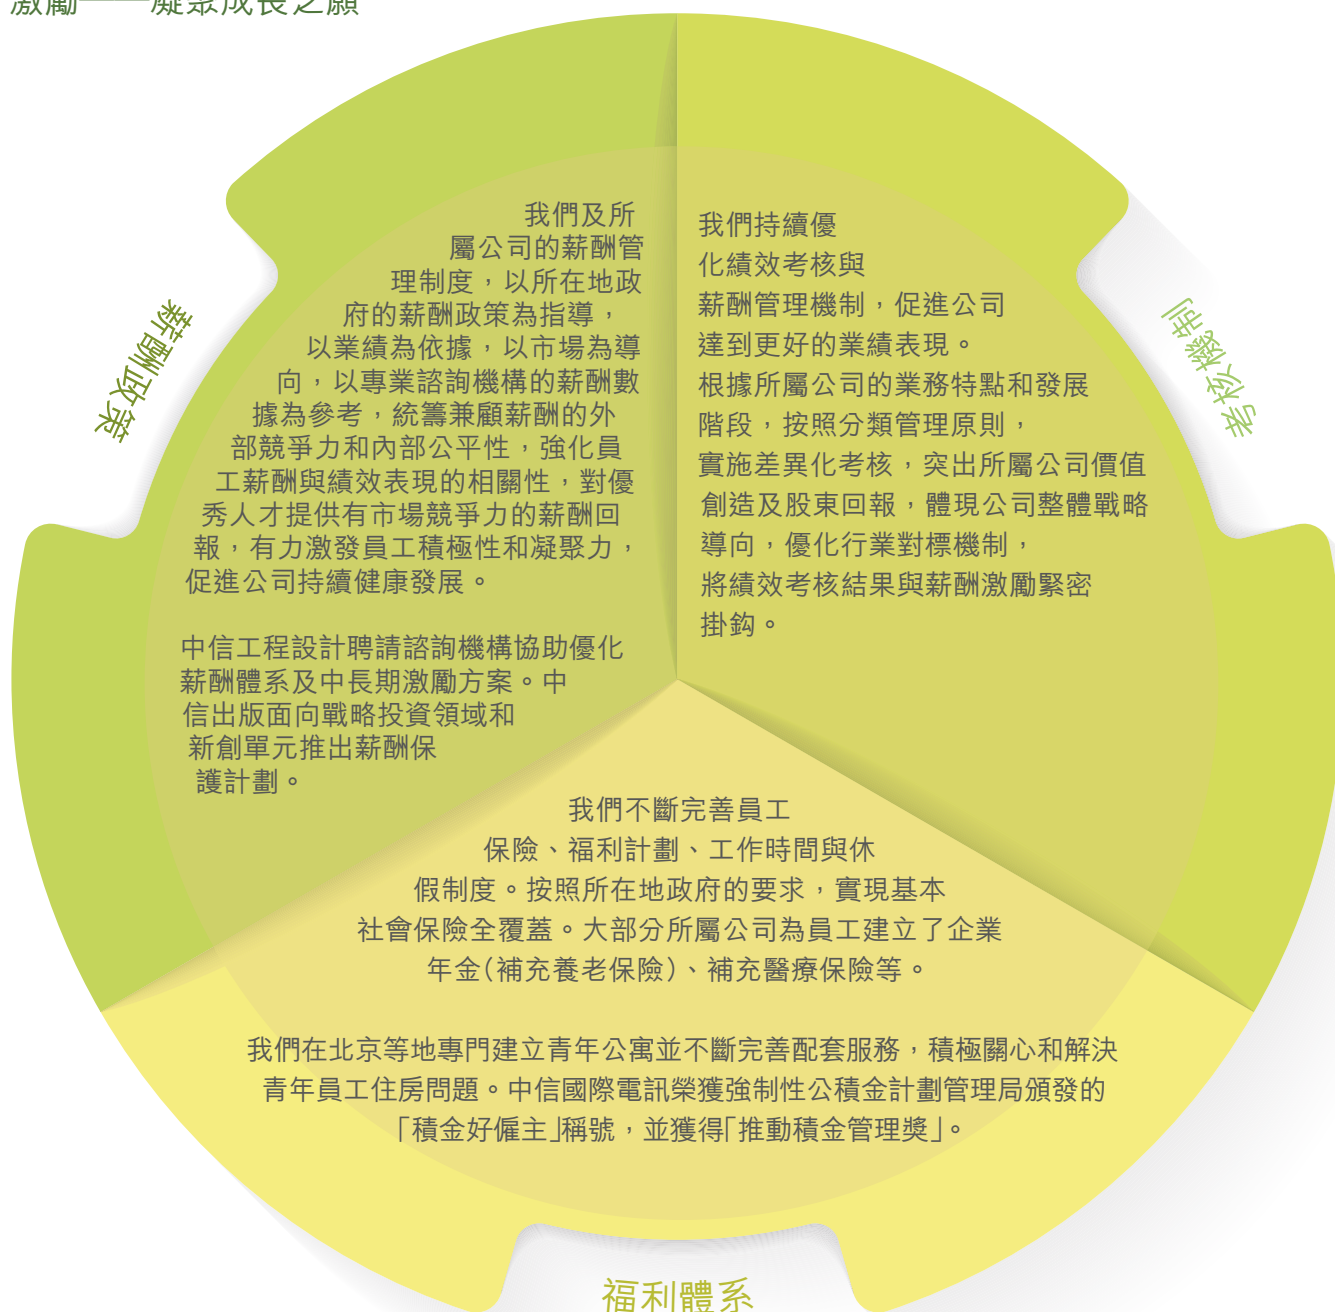 激勵——凝聚成長之願
薪酬政策
我們及所
屬公司的薪酬管
理制度，以所在地政
府的薪酬政策為指導，
以業績為依據，以市場為導
向，以專業諮詢機構的薪酬數
據為參考，統籌兼顧薪酬的外
部競爭力和內部公平性，強化員
工薪酬與績效表現的相關性，對優
秀人才提供有市場競爭力的薪酬回
報，有力激發員工積極性和凝聚力，
促進公司持續健康發展。
中信工程設計聘請諮詢機構協助優化
薪酬體系及中長期激勵方案。中
信出版面向戰略投資領域和
新創單元推出薪酬保
護計劃。
考核機制
我們持續優
化績效考核與
薪酬管理機制，促進公司
達到更好的業績表現。
根據所屬公司的業務特點和發展
階段，按照分類管理原則，
實施差異化考核，突出所屬公司價值
創造及股東回報，體現公司整體戰略
導向，優化行業對標機制，
將績效考核結果與薪酬激勵緊密
掛鈎。
我們不斷完善員工
保險、福利計劃、工作時間與休
假制度。按照所在地政府的要求，實現基本
社會保險全覆蓋。大部分所屬公司為員工建立了企業
年金(補充養老保險)、補充醫療保險等。
我們在北京等地專門建立青年公寓並不斷完善配套服務，積極關心和解決
青年員工住房問題。中信國際電訊榮獲強制性公積金計劃管理局頒發的
「積金好僱主」稱號，並獲得「推動積金管理獎」。
福利體系